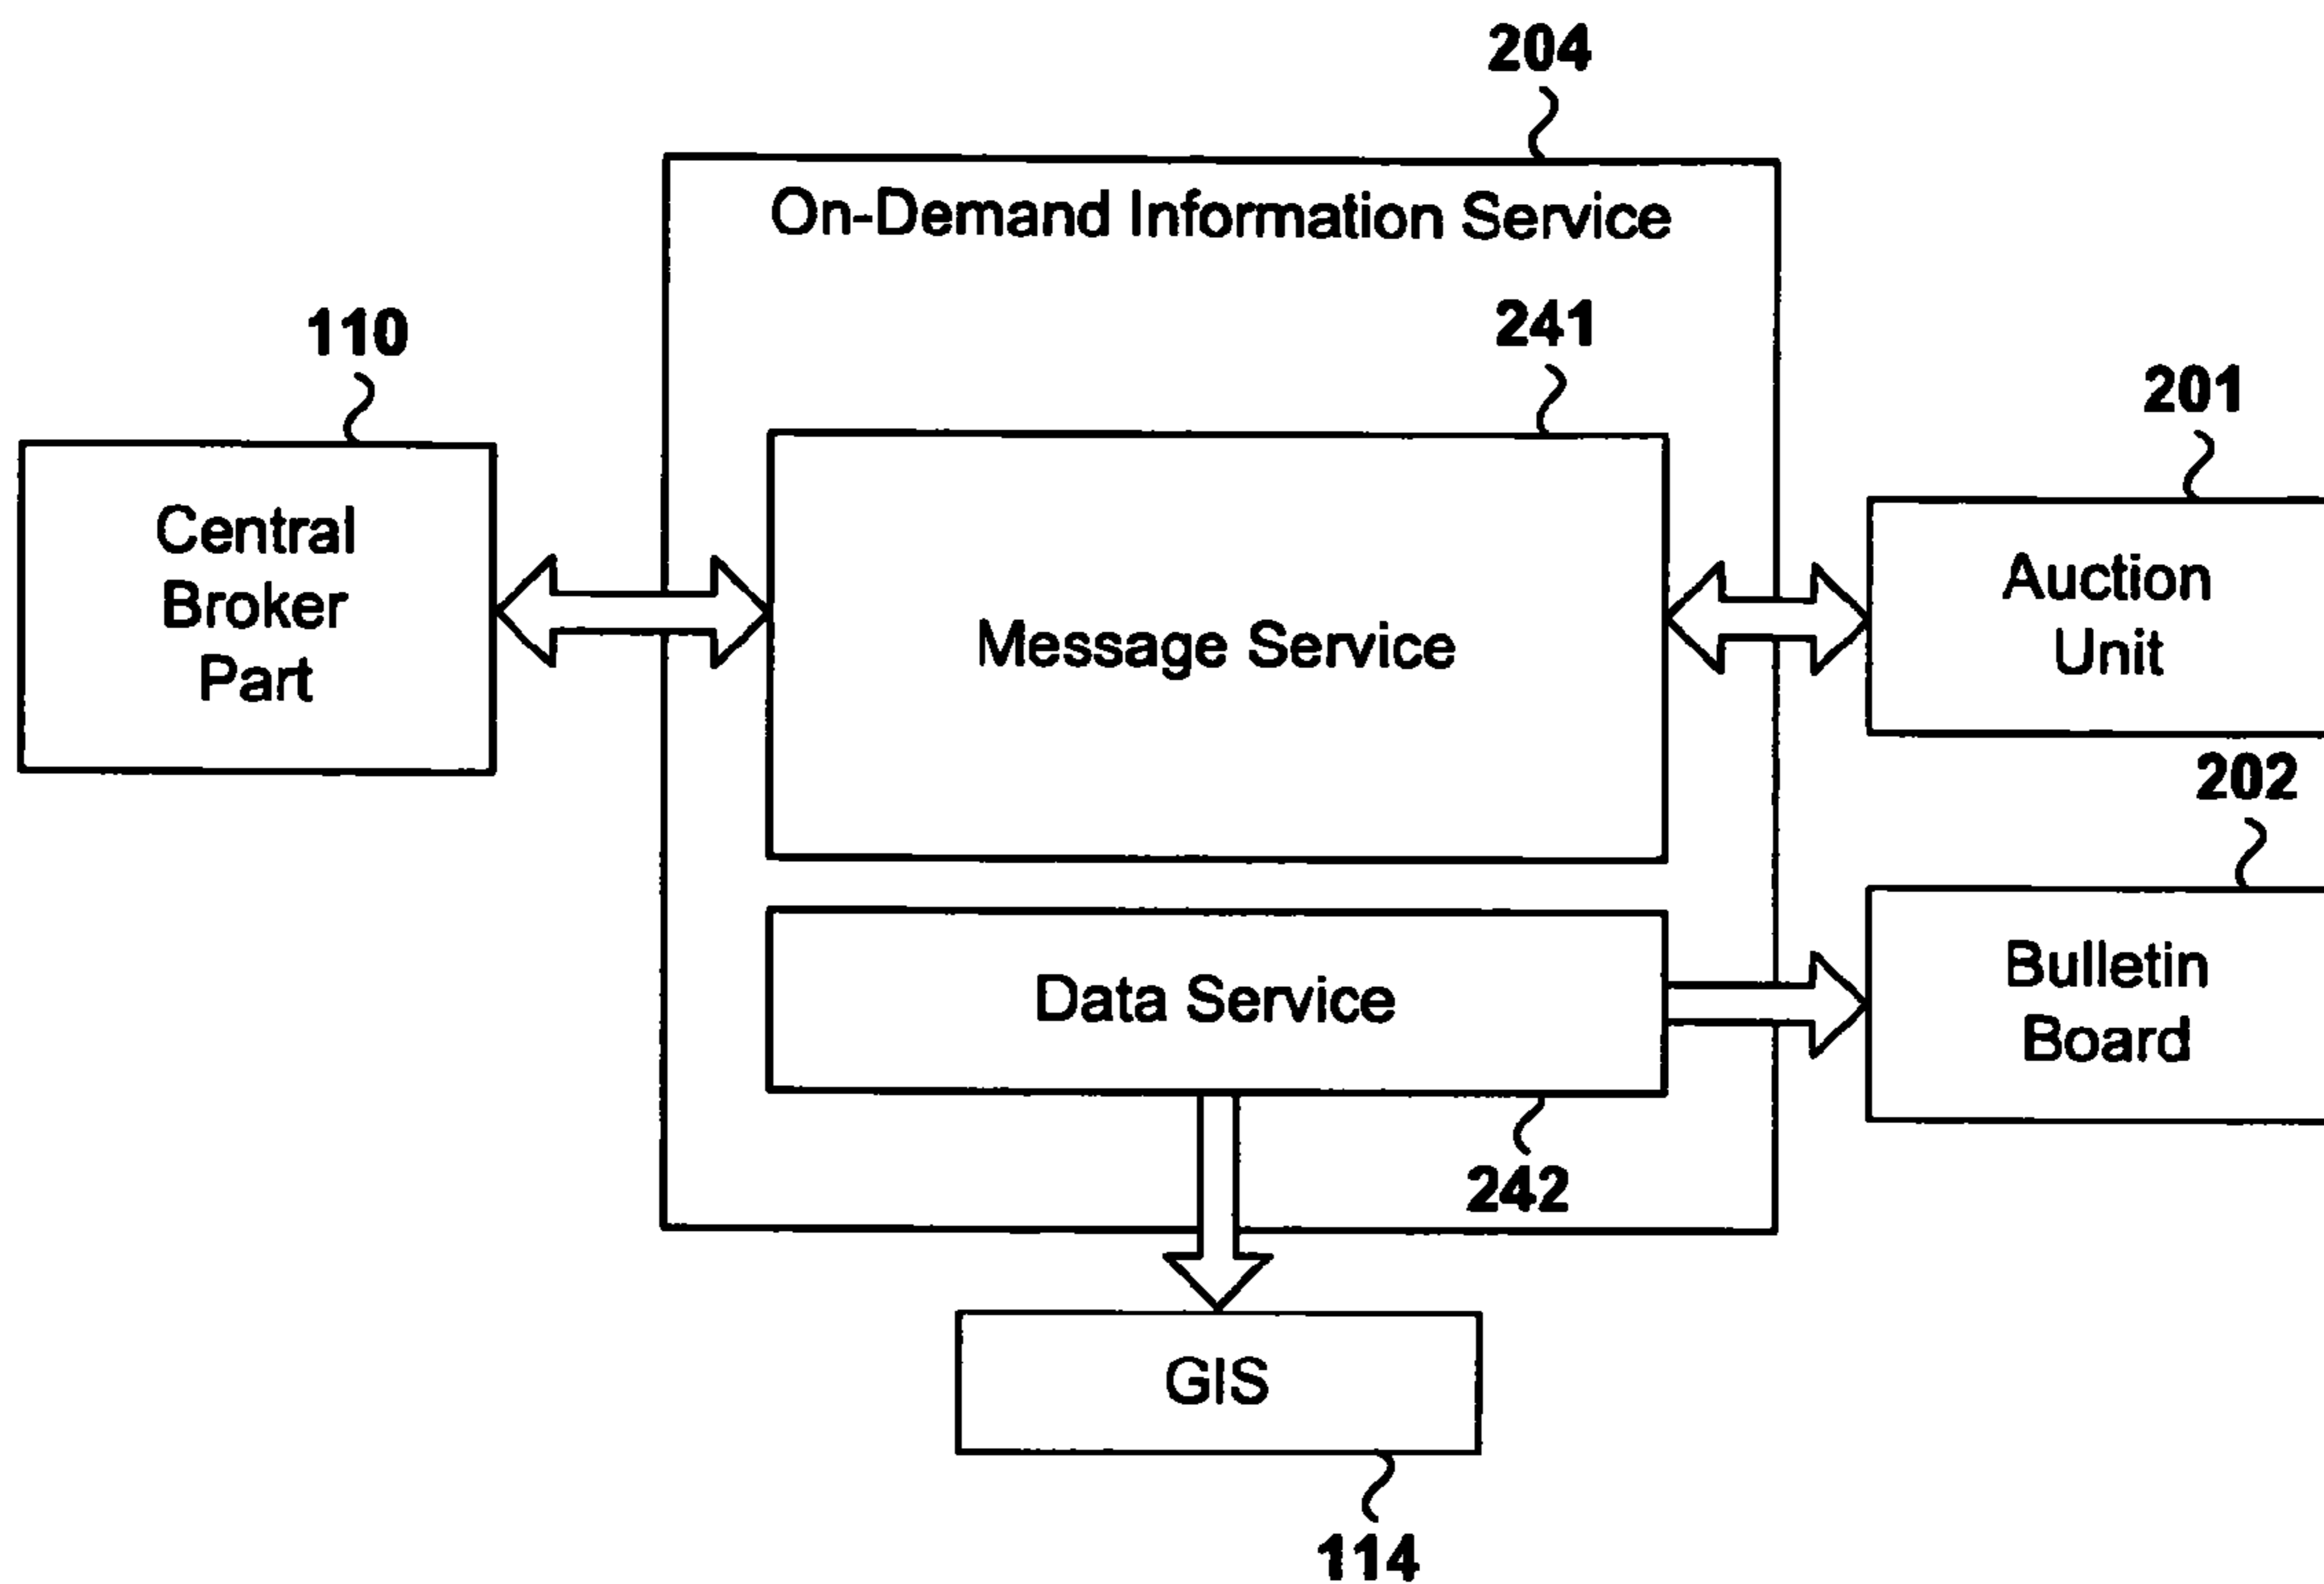 204
On-Demand Information Service
110
241
201
Central
Broker
Part
Message Service
Auction
Unit
202
Data Service
Bulletin
Board
242
GIS
114